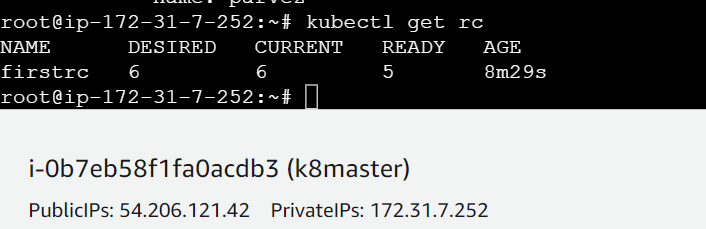 name: parvez
root@ip-172-31-7-252:~# kubectl get rc
NAME DESIRED CURRENT READY AGE
firstrc 6 6 5 8m29s
root@ip-172-31-7-252:~#
i-0b7eb58f1fa0acdb3 (k8master)
PublicIPs: 54.206.121.42 PrivateIPs: 172.31.7.252